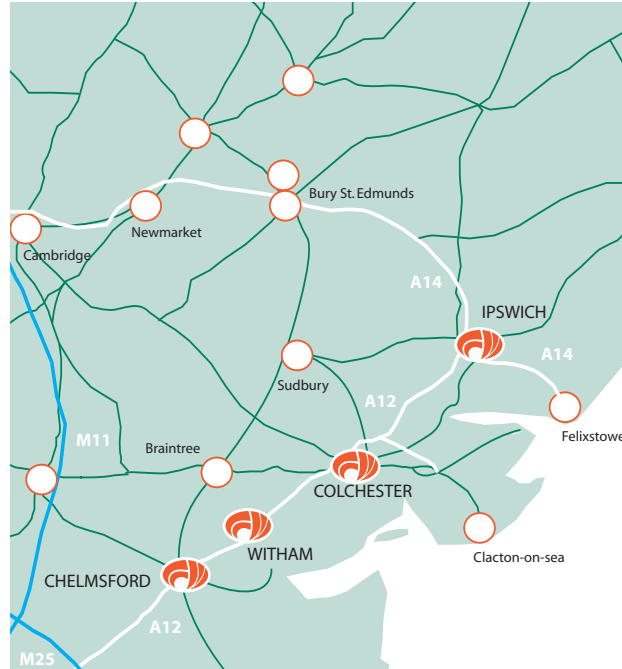 Bury St. Edmunds
Newmarket
Cambridge
A14
IPSWICH
A14
Sudbury
A12
Felixstowe
M11
Braintree
COLCHESTER
WITHAM
Clacton-on-sea
CHELMSFORD
A12
M25